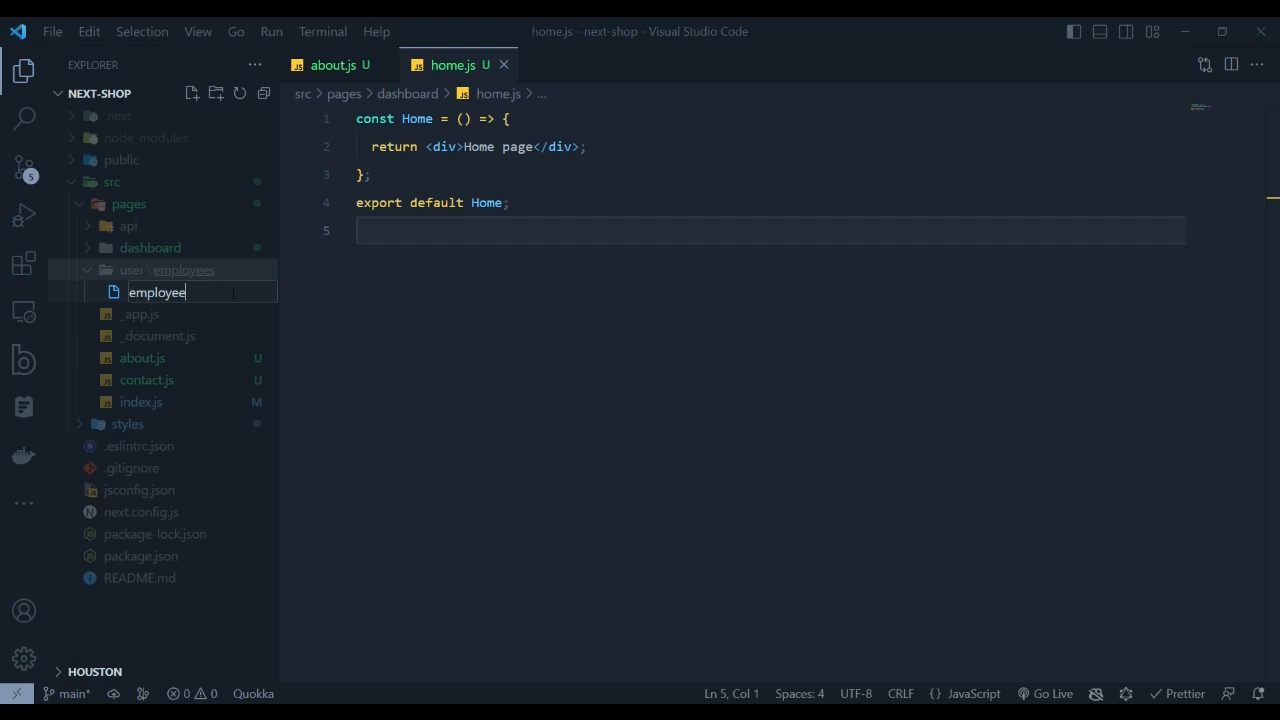 File Edit Selection View Go Run Terminal Help
home.js - next-shop - Visual Studio Code
EXPLORER
NEXT-SHOP
.next
node_modules
public
src
pages
api
dashboard
user \ employees
employee
_app.js
_document.js
about.js U
contact.js U
index.js M
styles
.eslintrc.json
.gitignore
jsconfig.json
next.config.js
package-lock.json
package.json
README.md
HOUSTON
5
JS about.js U
JS home.js U
src > pages > dashboard > JS home.js > ...
1 const Home = () => {
2 return <div>Home page</div>;
3 };
4 export default Home;
5
main* 0 0 Quokka
Ln 5, Col 1 Spaces: 4 UTF-8 CRLF {} JavaScript Go Live Prettier